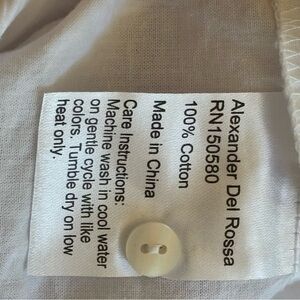 Alexander Del Rossa
RN150580
100% Cotton
Made in China
Care Instructions:
Machine wash in cool water
on gentle cycle with like
colors. Tumble dry on low
heat only.